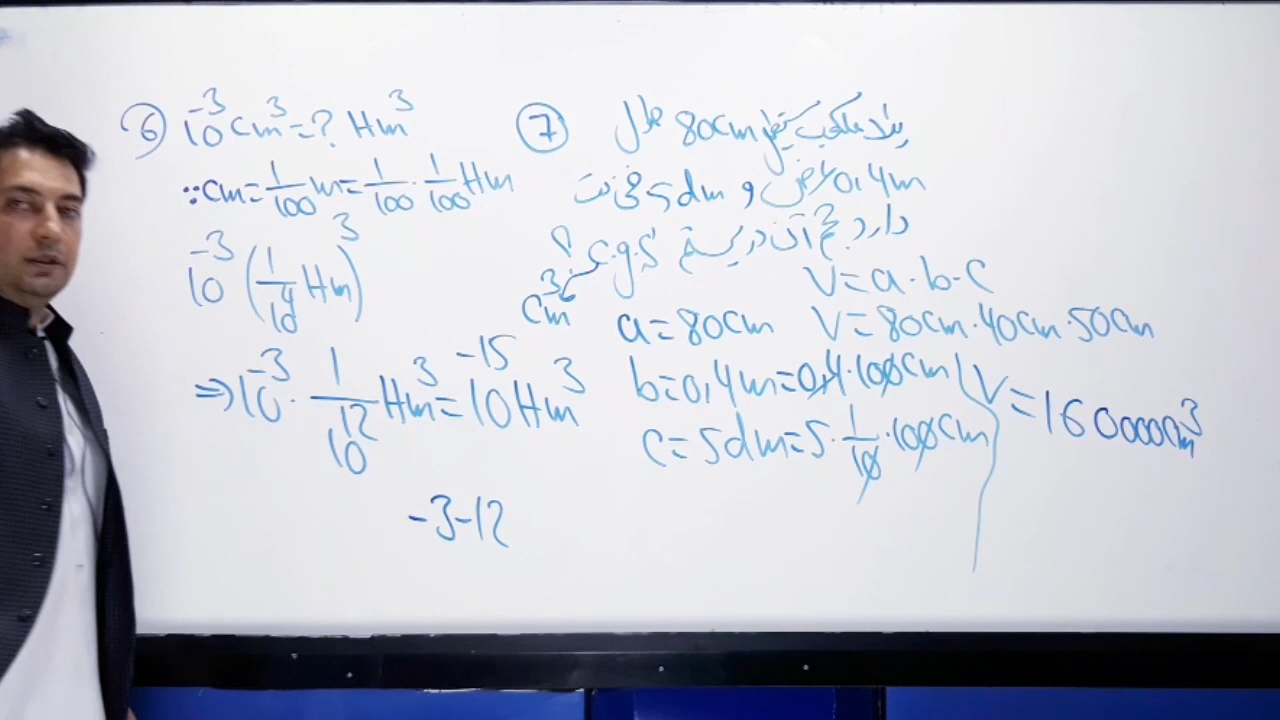 6) 10⁻³ cm³ = ? Hm³
∵ cm = 1/100 m = 1/100 · 1/100 Hm
10⁻³ (1/10⁴ Hm)³
⇒ 10⁻³ · 1/10¹² Hm³ = 10⁻¹⁵ Hm³
-3-12
7) مکعب مستطیل 80cm طول
0,4m عرض و 5dm
دارد حجم آن در سیستم c.g.s ؟
cm³
V = a · b · c
a = 80cm V = 80cm · 40cm · 50cm
b = 0,4m = 0,4 · 100cm
c = 5dm = 5 · 1/10 · 100cm
V = 160000cm³